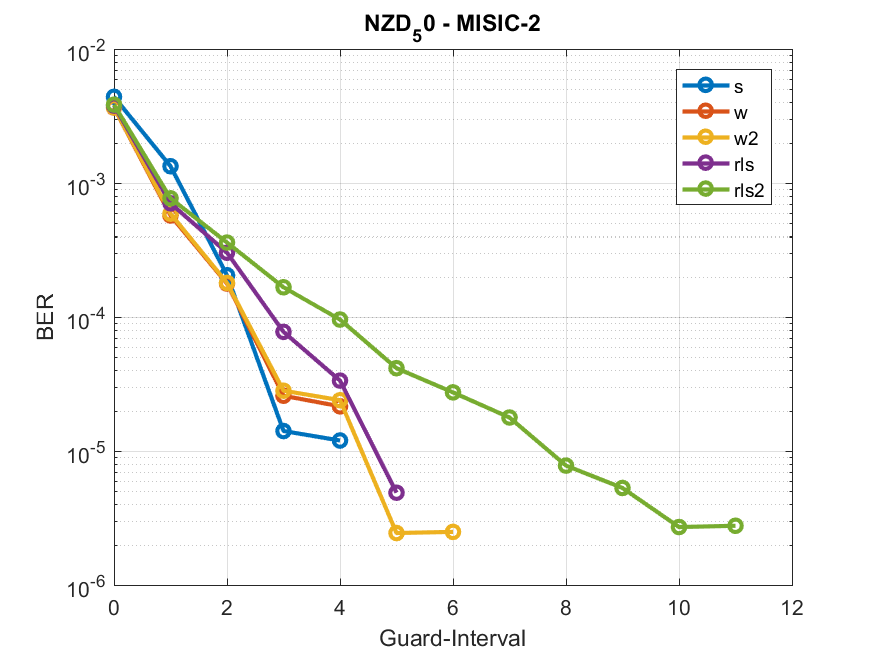 NZD₅0 - MISIC-2
10⁻²
10⁻³
10⁻⁴
10⁻⁵
10⁻⁶
BER
0 2 4 6 8 10 12
Guard-Interval
s
w
w2
rls
rls2